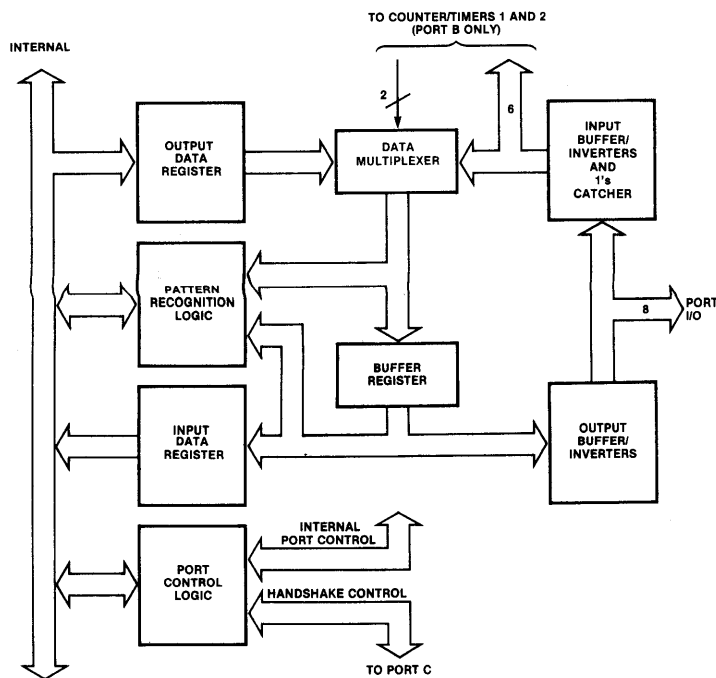 TO COUNTER/TIMERS 1 AND 2
(PORT B ONLY)
INTERNAL
2
6
OUTPUT
DATA
REGISTER
DATA
MULTIPLEXER
INPUT
BUFFER/
INVERTERS
AND
1's
CATCHER
PATTERN
RECOGNITION
LOGIC
8
PORT
I/O
BUFFER
REGISTER
INPUT
DATA
REGISTER
OUTPUT
BUFFER/
INVERTERS
INTERNAL
PORT CONTROL
PORT
CONTROL
LOGIC
HANDSHAKE CONTROL
TO PORT C